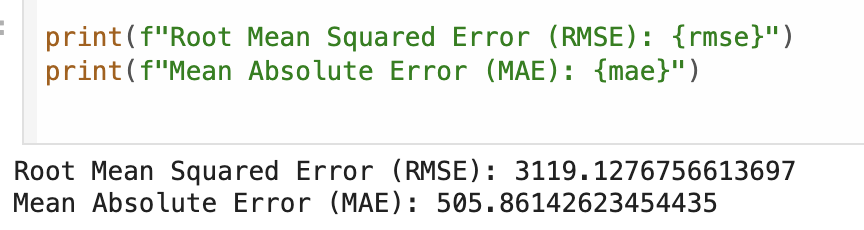 print(f"Root Mean Squared Error (RMSE): {rmse}")
print(f"Mean Absolute Error (MAE): {mae}")
Root Mean Squared Error (RMSE): 3119.1276756613697
Mean Absolute Error (MAE): 505.86142623454435